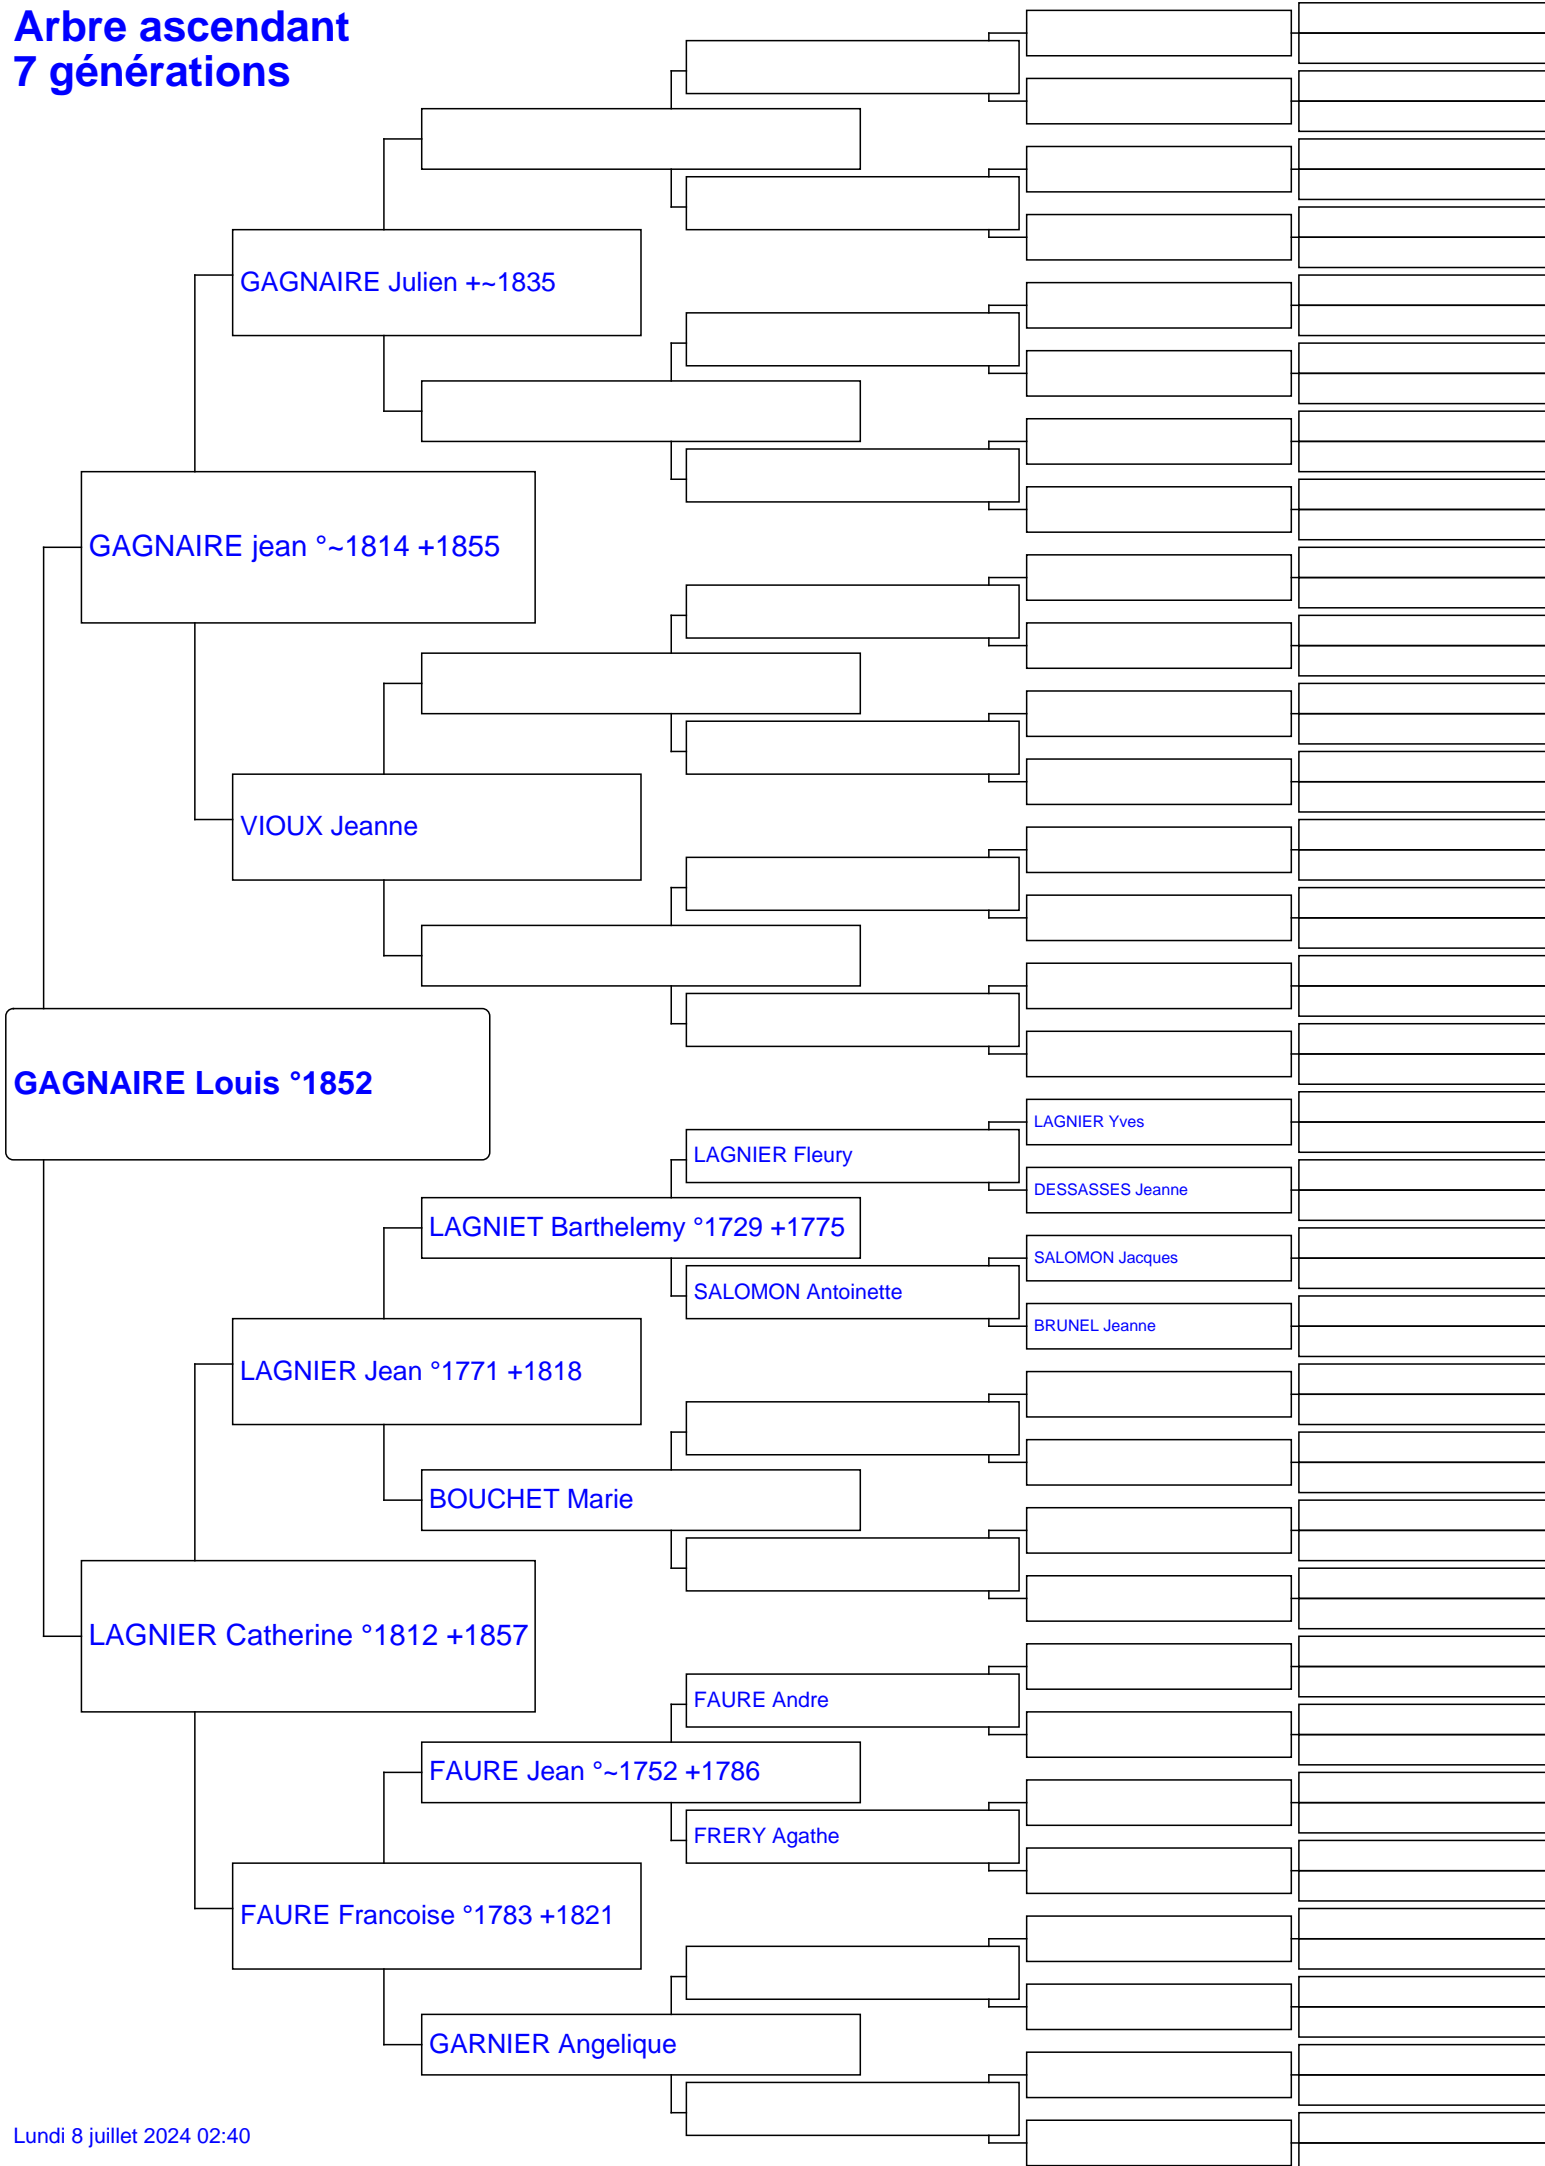 Arbre ascendant
7 générations
GAGNAIRE Julien +~1835
GAGNAIRE jean °~1814 +1855
VIOUX Jeanne
GAGNAIRE Louis °1852
LAGNIER Yves
LAGNIER Fleury
DESSASSES Jeanne
LAGNIET Barthelemy °1729 +1775
SALOMON Jacques
SALOMON Antoinette
BRUNEL Jeanne
LAGNIER Jean °1771 +1818
BOUCHET Marie
LAGNIER Catherine °1812 +1857
FAURE Andre
FAURE Jean °~1752 +1786
FRERY Agathe
FAURE Francoise °1783 +1821
GARNIER Angelique
Lundi 8 juillet 2024 02:40